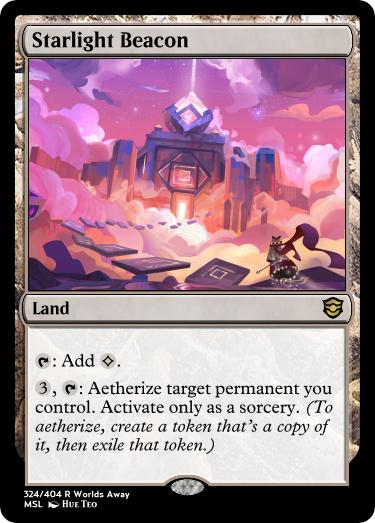 Starlight Beacon
Land
{T}: Add {C}.
{3}, {T}: Aetherize target permanent you
control. Activate only as a sorcery. (To
aetherize, create a token that's a copy of
it, then exile that token.)
324/404 R Worlds Away
MSL Hue Teo